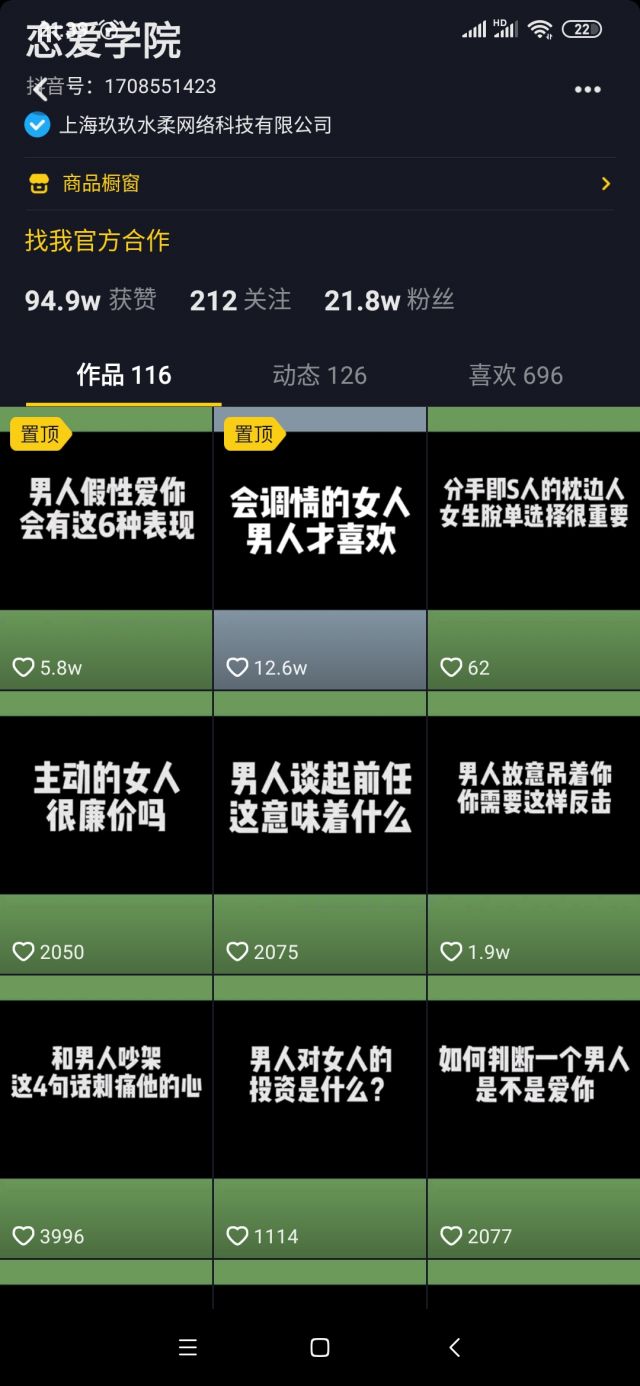 恋爱学院
HD
22
抖音号：1708551423
上海玖玖水柔网络科技有限公司
商品橱窗
找我官方合作
94.9w 获赞 212 关注 21.8w 粉丝
作品 116 动态 126 喜欢 696
置顶
男人假性爱你
会有这6种表现
5.8w
置顶
会调情的女人
男人才喜欢
12.6w
分手即S人的枕边人
女生脱单选择很重要
62
主动的女人
很廉价吗
2050
男人谈起前任
这意味着什么
2075
男人故意吊着你
你需要这样反击
1.9w
和男人吵架
这4句话刺痛他的心
3996
男人对女人的
投资是什么？
1114
如何判断一个男人
是不是爱你
2077